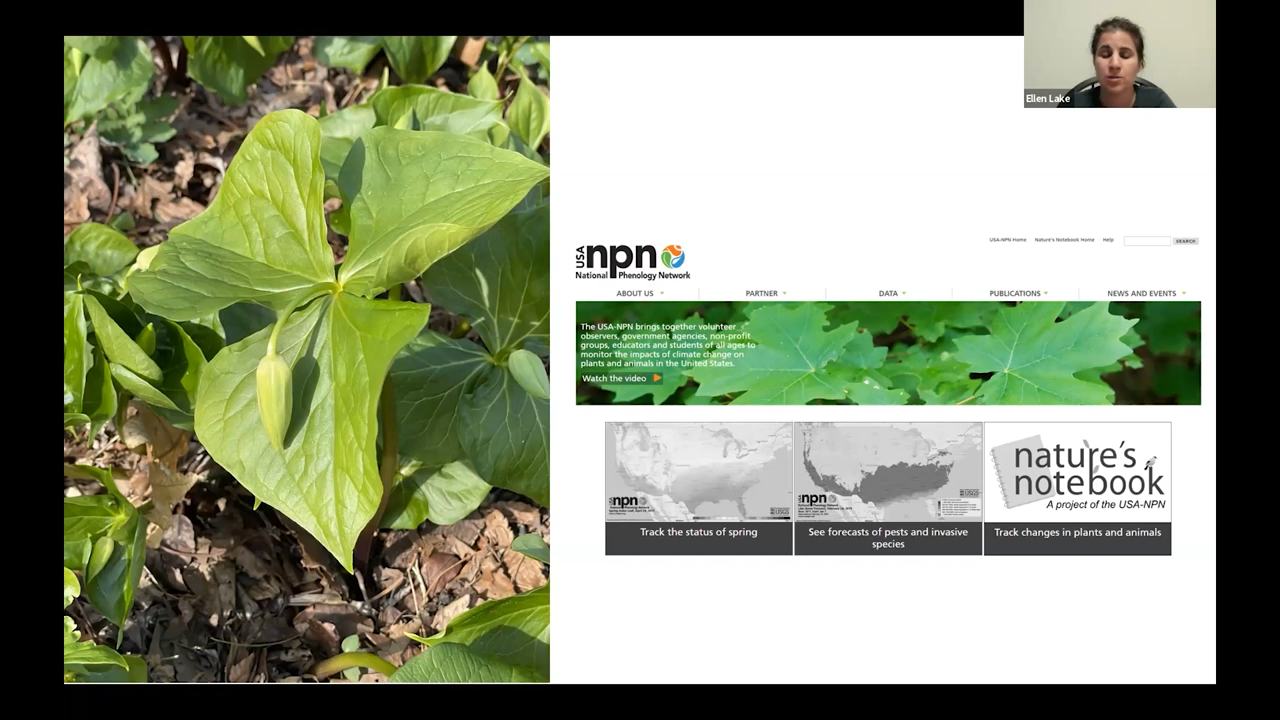 Ellen Lake
USA npn
National Phenology Network
USA-NPN Home Nature's Notebook Home Help SEARCH
ABOUT US PARTNER DATA PUBLICATIONS NEWS AND EVENTS
The USA-NPN brings together volunteer
observers, government agencies, non-profit
groups, educators and students of all ages to
monitor the impacts of climate change on
plants and animals in the United States.
Watch the video
npn
USGS
npn
USGS
nature's
notebook
A project of the USA-NPN
Track the status of spring
See forecasts of pests and invasive
species
Track changes in plants and animals